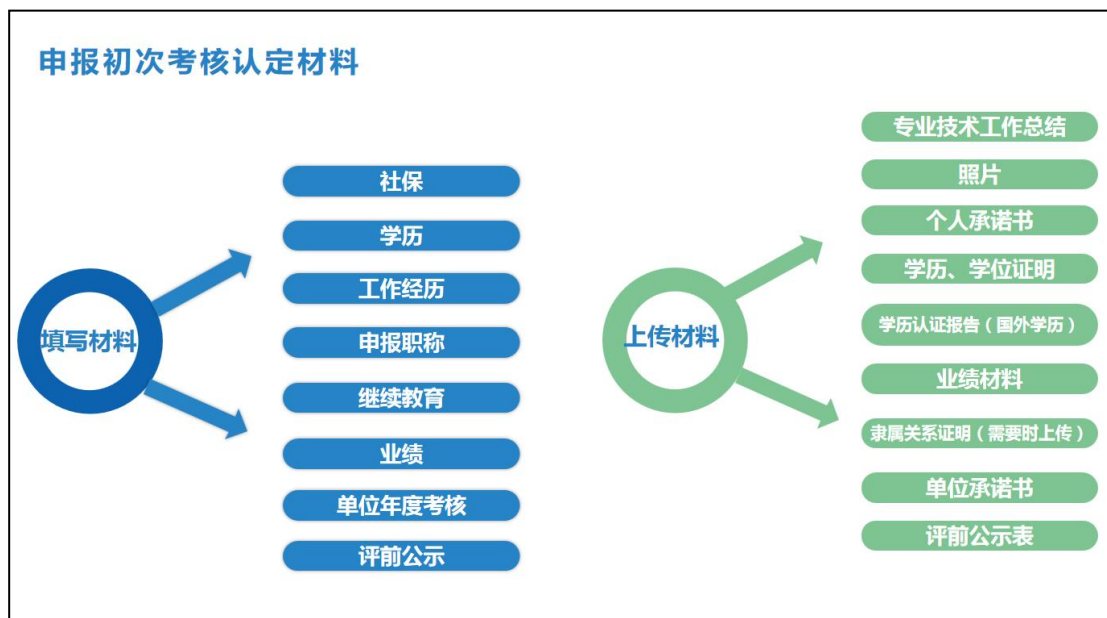 申报初次考核认定材料
填写材料
社保
学历
工作经历
申报职称
继续教育
业绩
单位年度考核
评前公示
上传材料
专业技术工作总结
照片
个人承诺书
学历、学位证明
学历认证报告（国外学历）
业绩材料
隶属关系证明（需要时上传）
单位承诺书
评前公示表